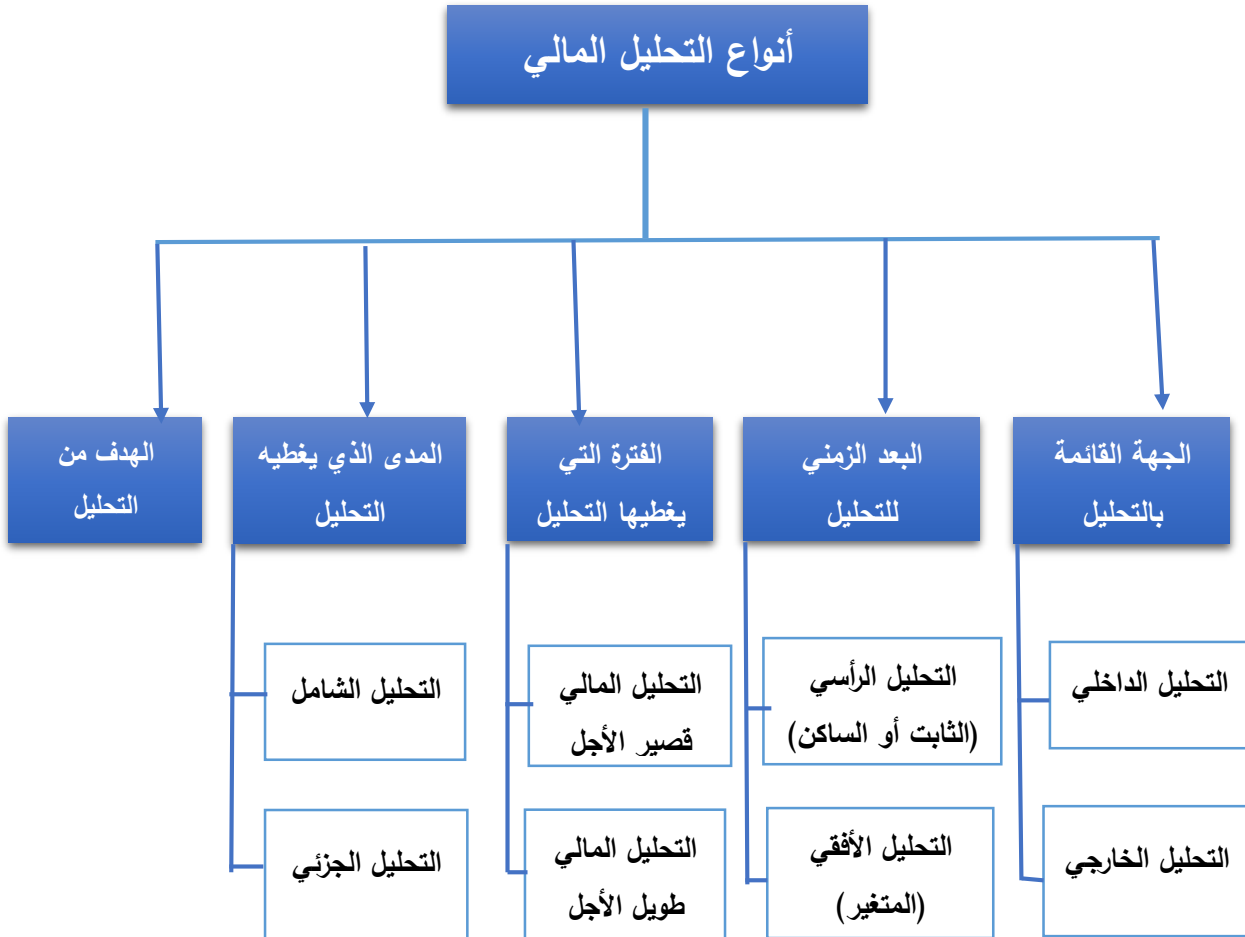 أنواع التحليل المالي
الجهة القائمة
بالتحليل
البعد الزمني
للتحليل
الفترة التي
يغطيها التحليل
المدى الذي يغطيه
التحليل
الهدف من
التحليل
التحليل الداخلي
التحليل الرأسي
(الثابت أو الساكن)
التحليل المالي
قصير الأجل
التحليل الشامل
التحليل الخارجي
التحليل الأفقي
(المتغير)
التحليل المالي
طويل الأجل
التحليل الجزئي